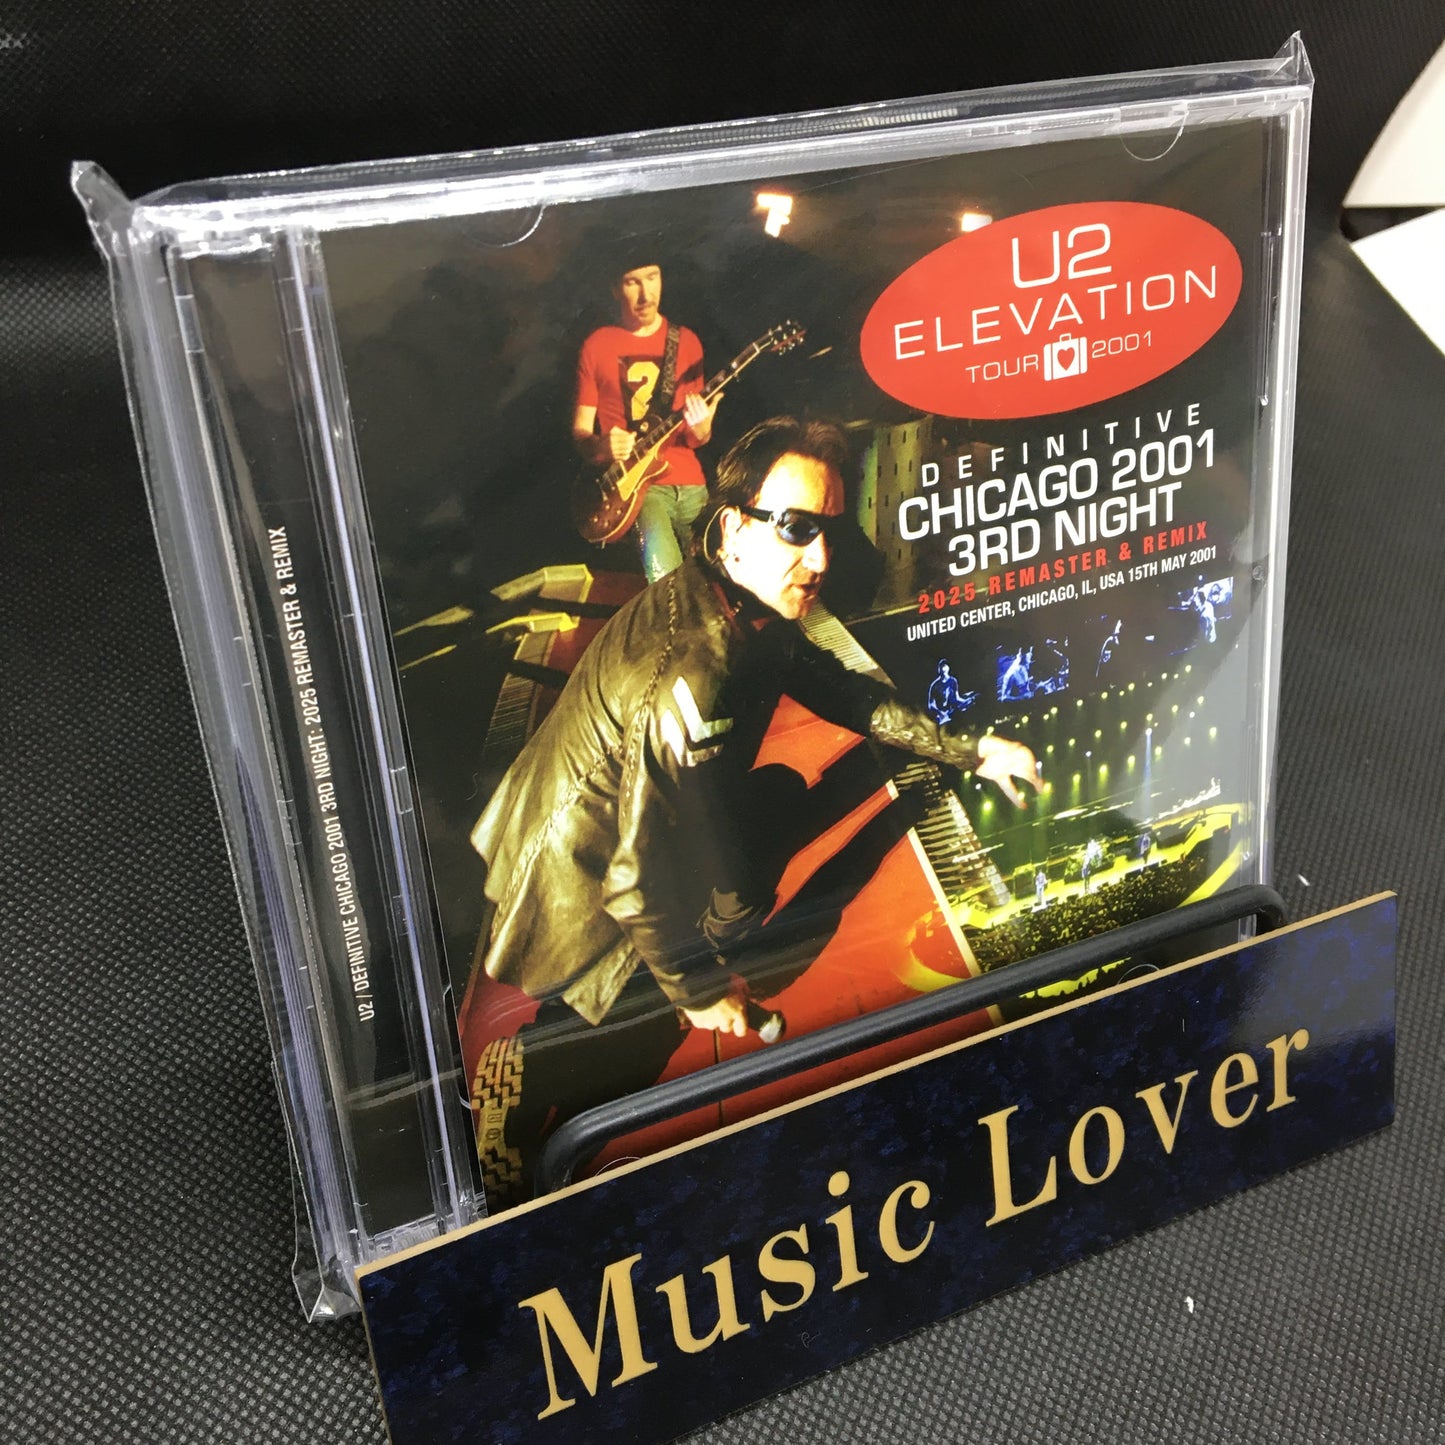 U2
ELEVATION
TOUR 2001
DEFINITIVE
CHICAGO 2001
3RD NIGHT
2025 REMASTER & REMIX
UNITED CENTER, CHICAGO, IL, USA 15TH MAY 2001
U2 / DEFINITIVE CHICAGO 2001 3RD NIGHT: 2025 REMASTER & REMIX
Music Lover